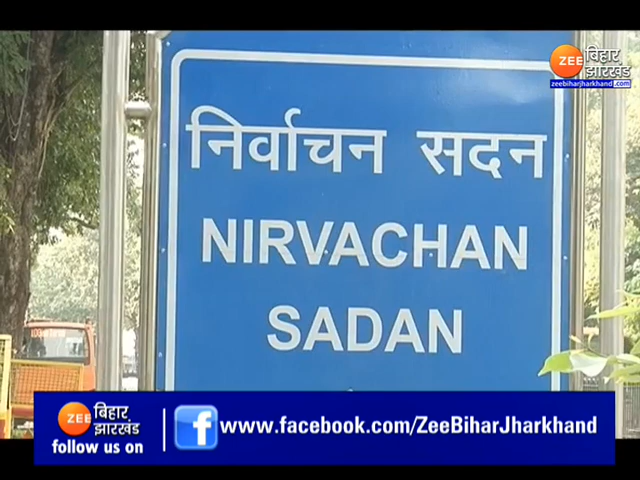 ZEE बिहार झारखंड
zeebiharjharkhand.com
निर्वाचन सदन
NIRVACHAN
SADAN
ZEE बिहार झारखंड
follow us on
f www.facebook.com/ZeeBiharJharkhand